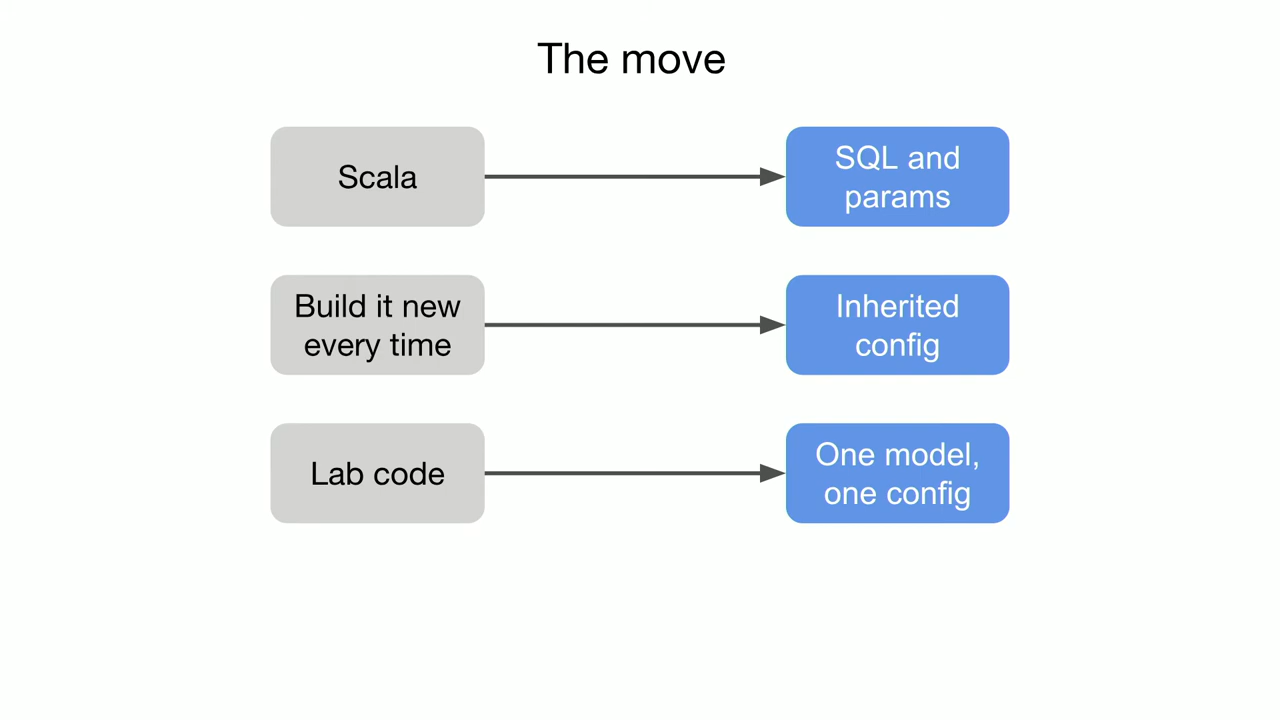 The move
Scala
SQL and
params
Build it new
every time
Inherited
config
Lab code
One model,
one config